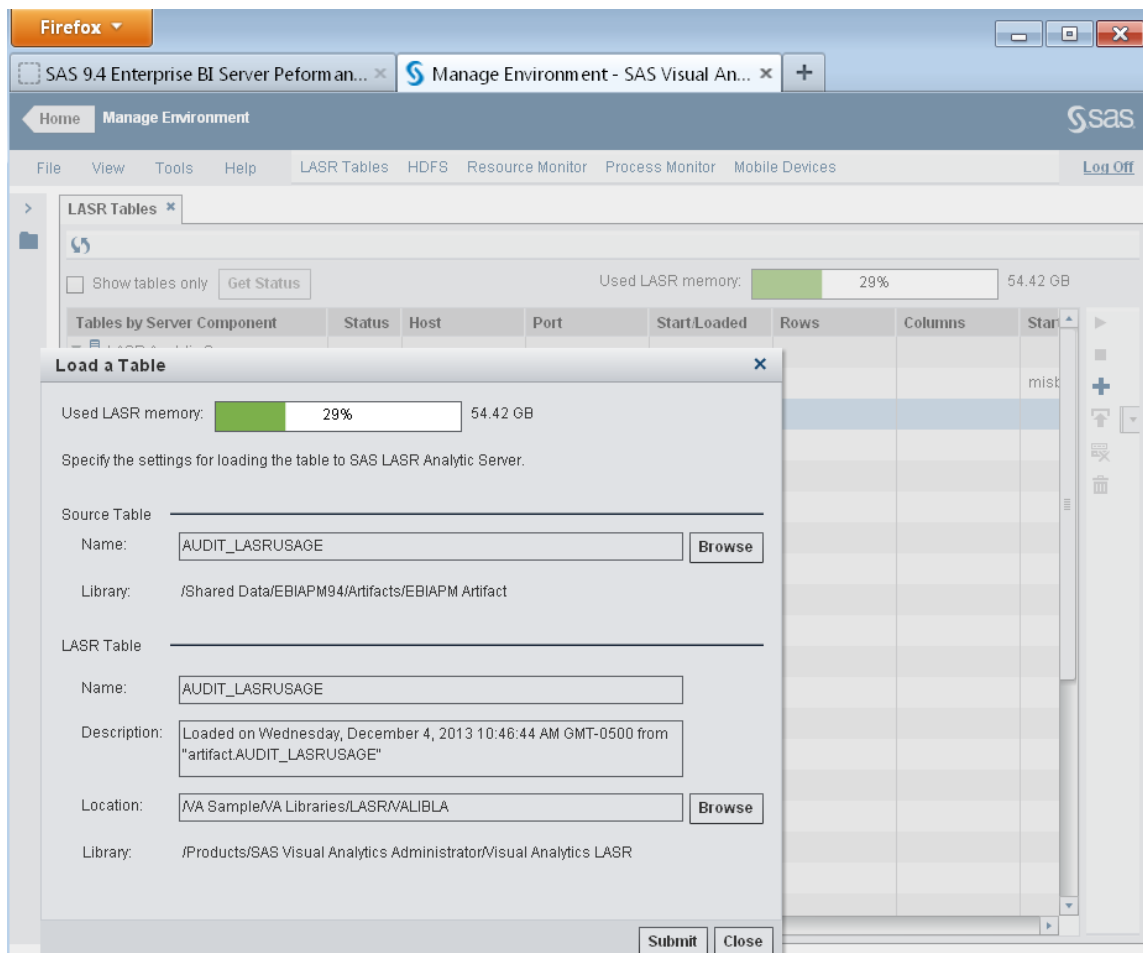 Firefox
SAS 9.4 Enterprise BI Server Peforman...
Manage Environment - SAS Visual An...
Home
Manage Environment
sas
File View Tools Help LASR Tables HDFS Resource Monitor Process Monitor Mobile Devices Log Off
LASR Tables
Show tables only Get Status Used LASR memory: 29% 54.42 GB
Tables by Server Component Status Host Port Start/Loaded Rows Columns Star
Load a Table
misb
Used LASR memory: 29% 54.42 GB
Specify the settings for loading the table to SAS LASR Analytic Server.
Source Table
Name: AUDIT_LASRUSAGE Browse
Library: /Shared Data/EBIAPM94/Artifacts/EBIAPM Artifact
LASR Table
Name: AUDIT_LASRUSAGE
Description: Loaded on Wednesday, December 4, 2013 10:46:44 AM GMT-0500 from
"artifact.AUDIT_LASRUSAGE"
Location: /VA Sample/VA Libraries/LASR/VALIBLA Browse
Library: /Products/SAS Visual Analytics Administrator/Visual Analytics LASR
Submit Close